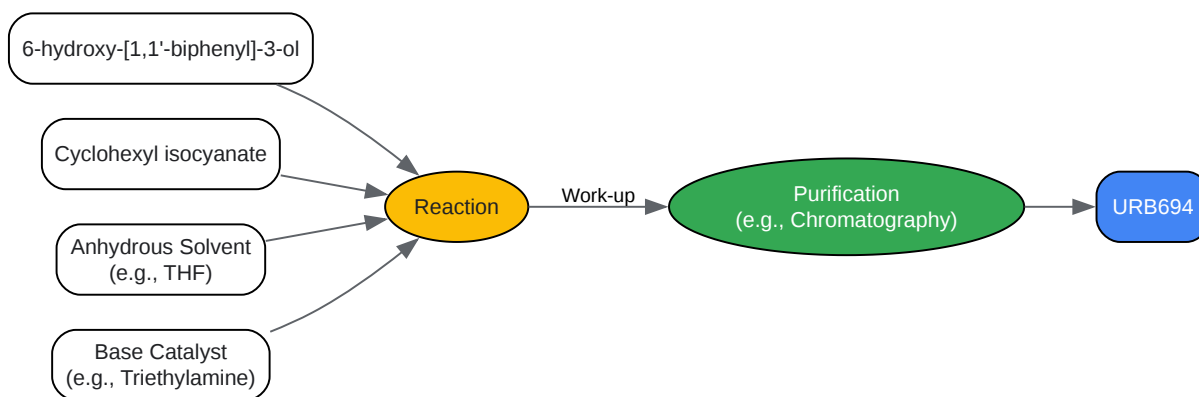 6-hydroxy-[1,1'-biphenyl]-3-ol
Cyclohexyl isocyanate
Anhydrous Solvent
(e.g., THF)
Base Catalyst
(e.g., Triethylamine)
Reaction
Work-up
Purification
(e.g., Chromatography)
URB694